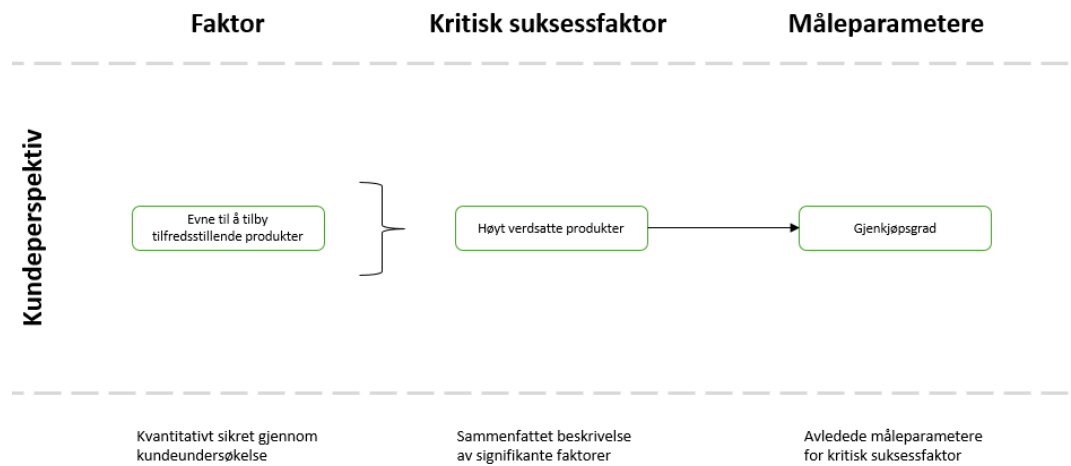 Faktor
Kritisk suksessfaktor
Måleparametere
Kundeperspektiv
Evne til å tilby
tilfredsstillende produkter
Høyt verdsatte produkter
Gjenkjøpsgrad
Kvantitativt sikret gjennom
kundeundersøkelse
Sammenfattet beskrivelse
av signifikante faktorer
Avledede måleparametere
for kritisk suksessfaktor